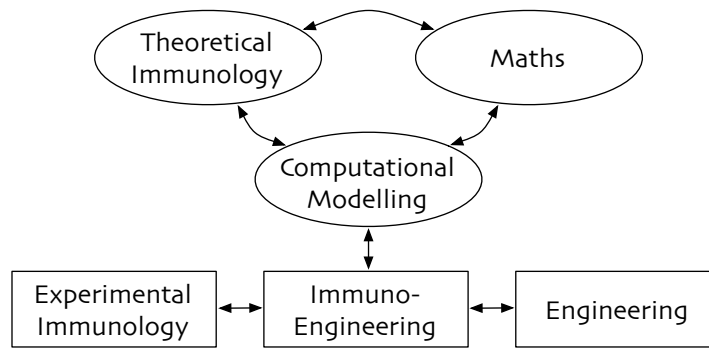 Theoretical
Immunology
Maths
Computational
Modelling
Experimental
Immunology
Immuno-
Engineering
Engineering